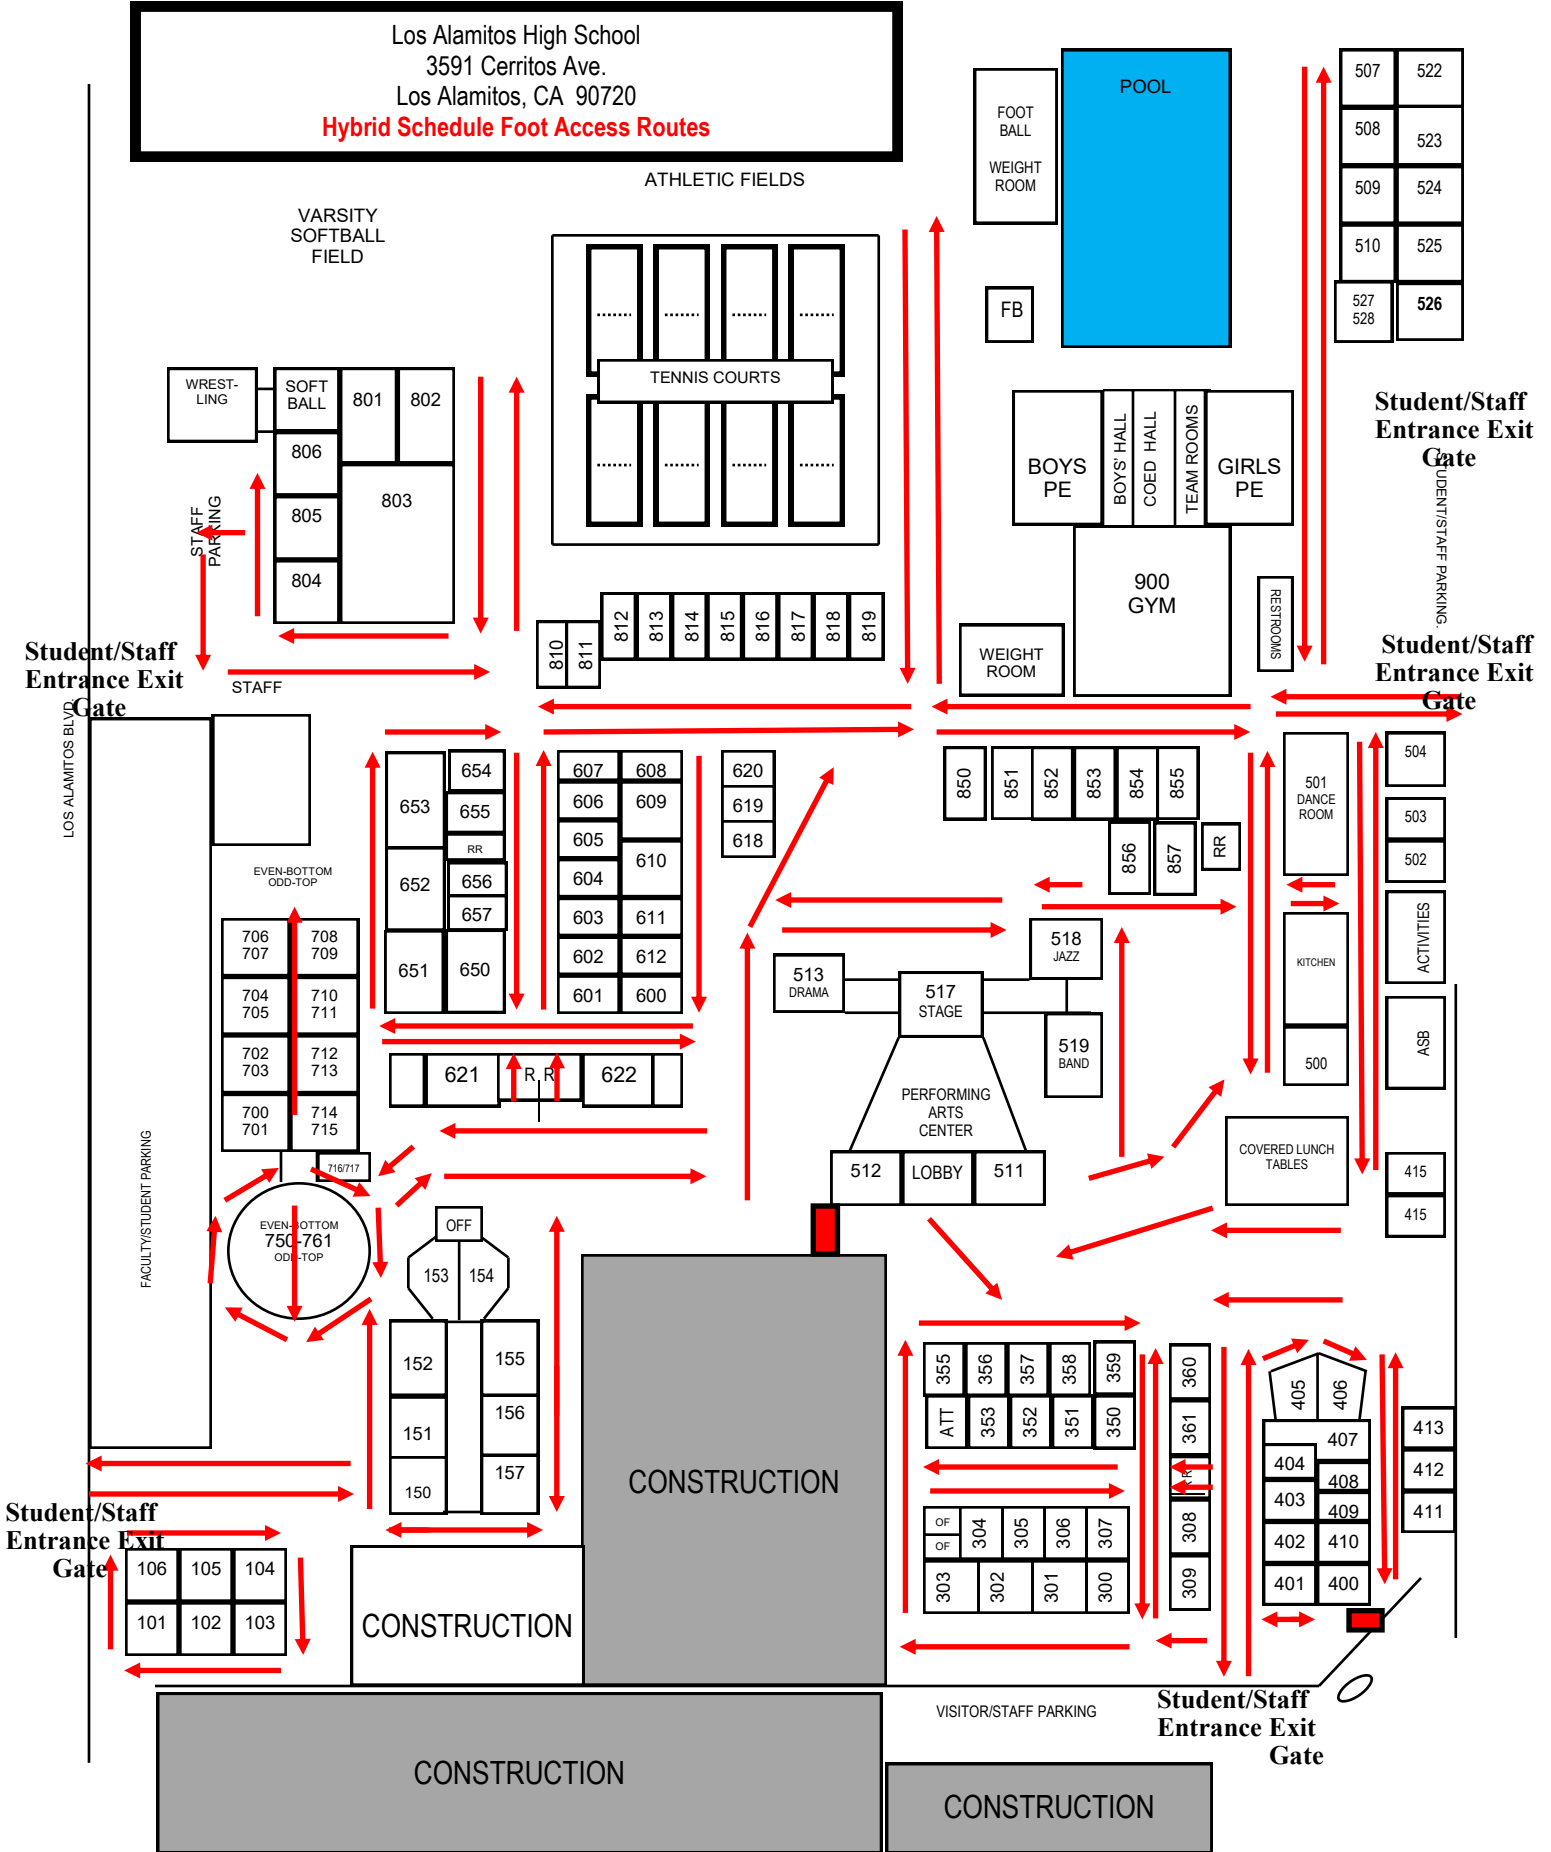 Los Alamitos High School
3591 Cerritos Ave.
Los Alamitos, CA 90720
Hybrid Schedule Foot Access Routes
ATHLETIC FIELDS
VARSITY
SOFTBALL
FIELD
FOOT
BALL
WEIGHT
ROOM
POOL
FB
507
522
508
523
509
524
510
525
527
528
526
TENNIS COURTS
WREST-
LING
SOFT
BALL
801
802
806
803
805
804
STAFF
PARKING
BOYS
PE
BOYS' HALL
COED HALL
TEAM ROOMS
GIRLS
PE
900
GYM
RESTROOMS
WEIGHT
ROOM
Student/Staff
Entrance Exit
Gate
STUDENT/STAFF PARKING.
Student/Staff
Entrance Exit
Gate
Student/Staff
Entrance Exit
Gate
STAFF
LOS ALAMITOS BLVD
810
811
812
813
814
815
816
817
818
819
653
654
655
RR
652
656
657
651
650
607
608
606
609
605
610
604
603
611
602
612
601
600
620
619
618
850
851
852
853
854
855
856
857
RR
501
DANCE
ROOM
504
503
502
ACTIVITIES
KITCHEN
500
ASB
EVEN-BOTTOM
ODD-TOP
706
707
708
709
704
705
710
711
702
703
712
713
700
701
714
715
716/717
621
R R
622
513
DRAMA
517
STAGE
518
JAZZ
519
BAND
PERFORMING
ARTS
CENTER
512
LOBBY
511
COVERED LUNCH
TABLES
415
415
FACULTY/STUDENT PARKING
EVEN-BOTTOM
750-761
ODD-TOP
OFF
153
154
152
155
151
156
150
157
CONSTRUCTION
355
356
357
358
359
ATT
353
352
351
350
360
361
RR
308
309
OF
OF
304
305
306
307
303
302
301
300
405
406
407
404
408
403
409
402
410
401
400
413
412
411
Student/Staff
Entrance Exit
Gate
106
105
104
101
102
103
CONSTRUCTION
VISITOR/STAFF PARKING
Student/Staff
Entrance Exit
Gate
CONSTRUCTION
CONSTRUCTION